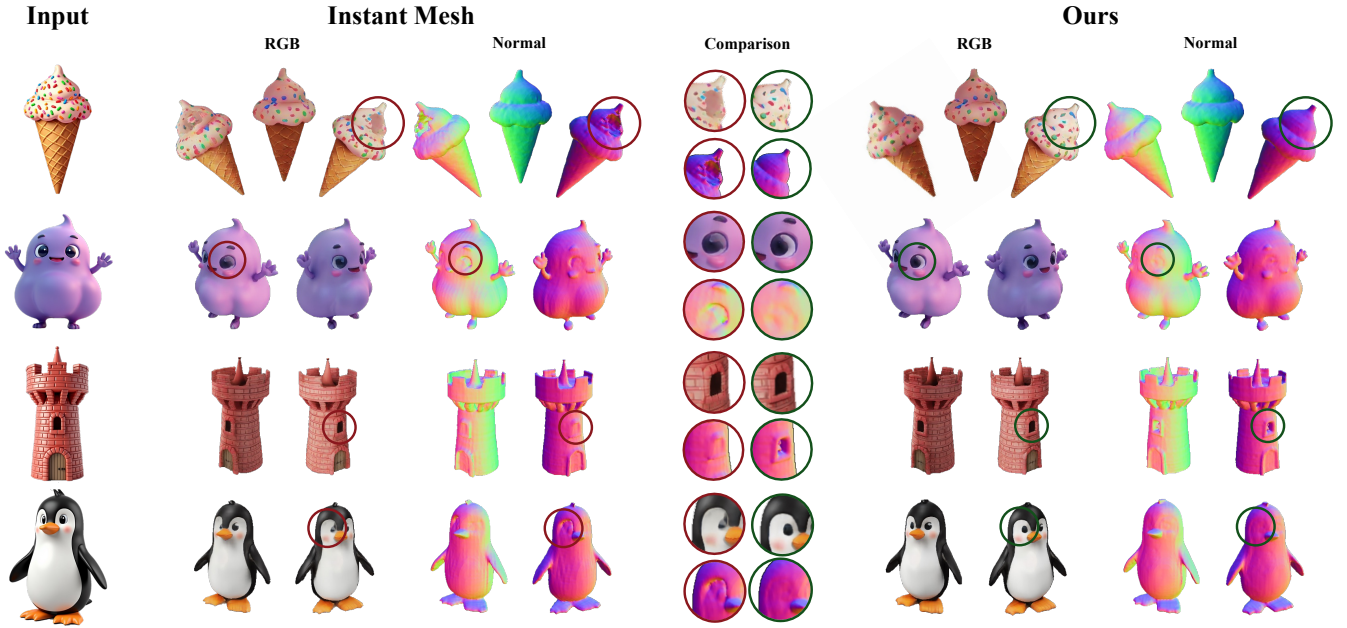 Input
Instant Mesh
Ours
RGB
Normal
Comparison
RGB
Normal